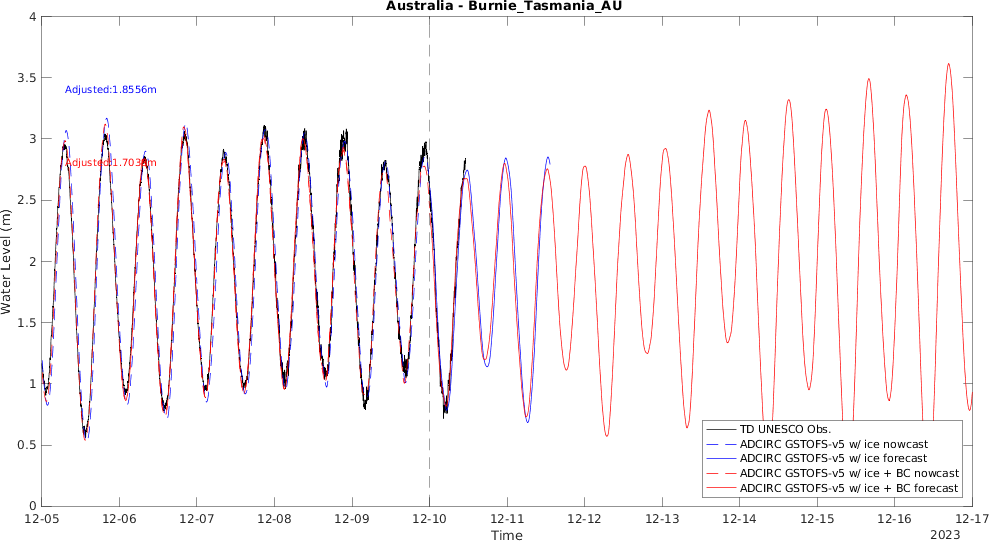 Australia - Burnie_Tasmania_AU
4
3.5
Adjusted:1.8556m
3
2.5
2
1.5
1
0.5
0
Water Level (m)
TD UNESCO Obs.
ADCIRC GSTOFS-v5 w/ ice nowcast
ADCIRC GSTOFS-v5 w/ ice forecast
ADCIRC GSTOFS-v5 w/ ice + BC nowcast
ADCIRC GSTOFS-v5 w/ ice + BC forecast
12-05 12-06 12-07 12-08 12-09 12-10 12-11 12-12 12-13 12-14 12-15 12-16 12-17
Time
2023